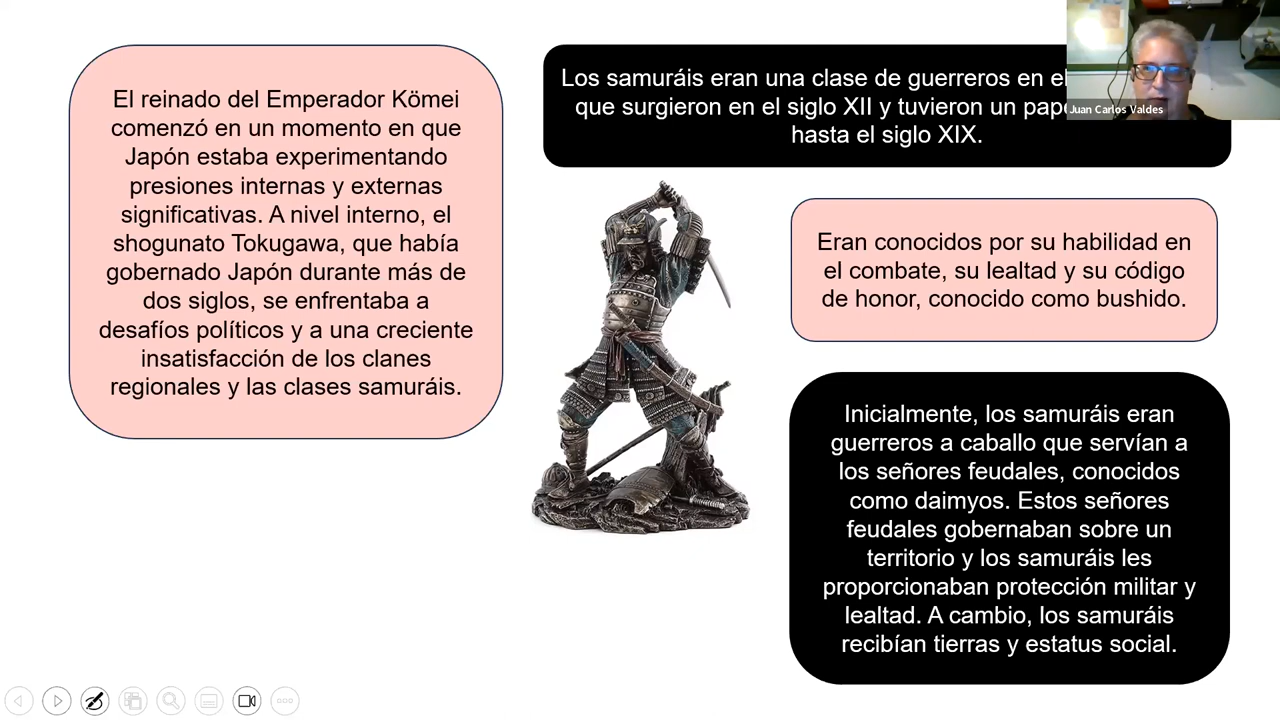 El reinado del Emperador Kömei
comenzó en un momento en que
Japón estaba experimentando
presiones internas y externas
significativas. A nivel interno, el
shogunato Tokugawa, que había
gobernado Japón durante más de
dos siglos, se enfrentaba a
desafíos políticos y a una creciente
insatisfacción de los clanes
regionales y las clases samuráis.
Los samuráis eran una clase de guerreros en el
que surgieron en el siglo XII y tuvieron un
hasta el siglo XIX.
Juan Carlos Valdes
Eran conocidos por su habilidad en
el combate, su lealtad y su código
de honor, conocido como bushido.
Inicialmente, los samuráis eran
guerreros a caballo que servían a
los señores feudales, conocidos
como daimyos. Estos señores
feudales gobernaban sobre un
territorio y los samuráis les
proporcionaban protección militar y
lealtad. A cambio, los samuráis
recibían tierras y estatus social.